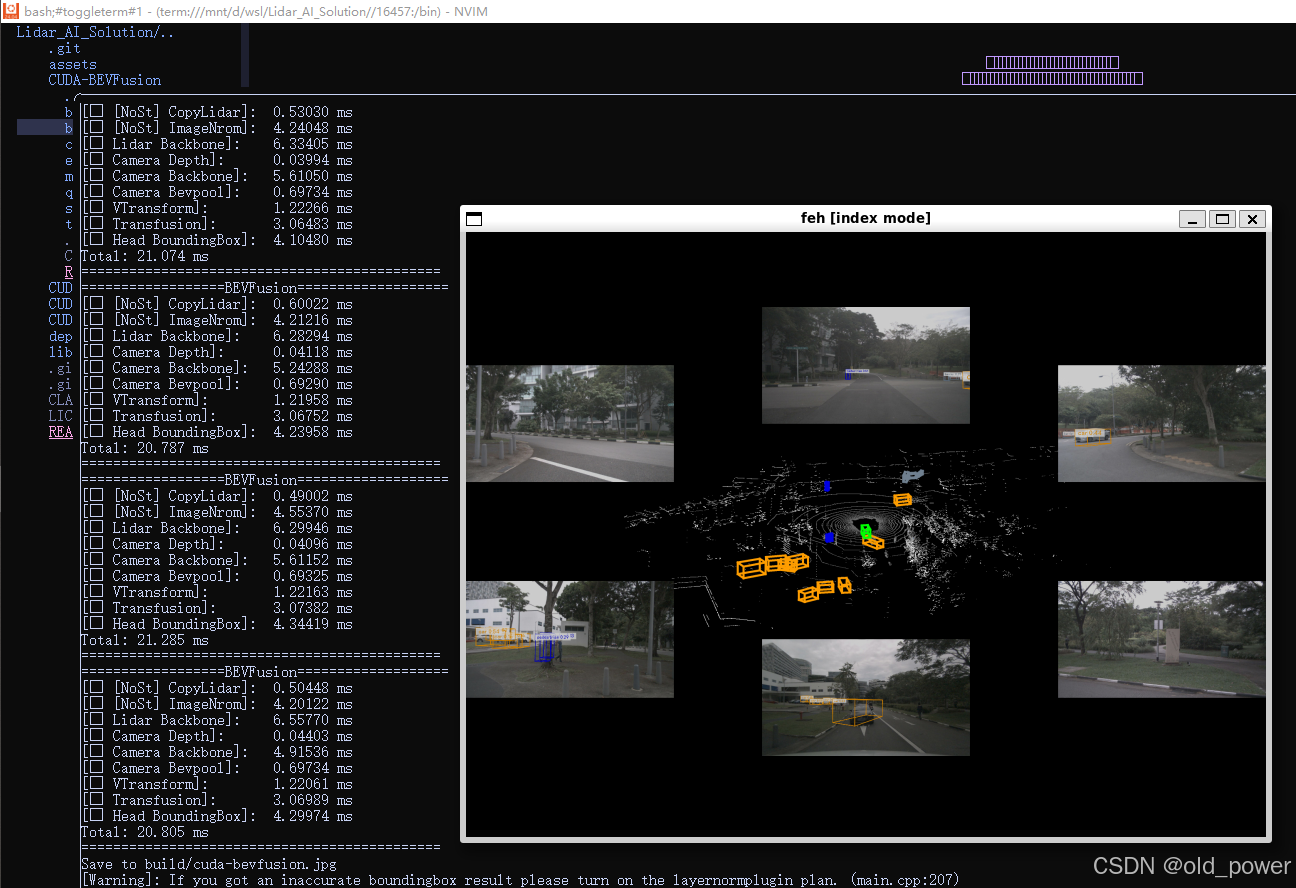 bash;#toggleterm#1 - (term:///mnt/d/wsl/Lidar_AI_Solution//16457:/bin) - NVIM
Lidar_AI_Solution/..
.git
assets
CUDA-BEVFusion
.
b [□ [NoSt] CopyLidar]: 0.53030 ms
b [□ [NoSt] ImageNrom]: 4.24048 ms
c [□ Lidar Backbone]: 6.33405 ms
e [□ Camera Depth]: 0.03994 ms
m [□ Camera Backbone]: 5.61050 ms
q [□ Camera Bevpool]: 0.69734 ms
s [□ VTransform]: 1.22266 ms
t [□ Transfusion]: 3.06483 ms
. [□ Head BoundingBox]: 4.10480 ms
C Total: 21.074 ms
R =============================================
CUD ==================BEVFusion===================
CUD [□ [NoSt] CopyLidar]: 0.60022 ms
CUD [□ [NoSt] ImageNrom]: 4.21216 ms
dep [□ Lidar Backbone]: 6.28294 ms
lib [□ Camera Depth]: 0.04118 ms
.gi [□ Camera Backbone]: 5.24288 ms
.gi [□ Camera Bevpool]: 0.69290 ms
CLA [□ VTransform]: 1.21958 ms
LIC [□ Transfusion]: 3.06752 ms
REA [□ Head BoundingBox]: 4.23958 ms
Total: 20.787 ms
=============================================
==================BEVFusion===================
[□ [NoSt] CopyLidar]: 0.49002 ms
[□ [NoSt] ImageNrom]: 4.55370 ms
[□ Lidar Backbone]: 6.29946 ms
[□ Camera Depth]: 0.04096 ms
[□ Camera Backbone]: 5.61152 ms
[□ Camera Bevpool]: 0.69325 ms
[□ VTransform]: 1.22163 ms
[□ Transfusion]: 3.07382 ms
[□ Head BoundingBox]: 4.34419 ms
Total: 21.285 ms
=============================================
==================BEVFusion===================
[□ [NoSt] CopyLidar]: 0.50448 ms
[□ [NoSt] ImageNrom]: 4.20122 ms
[□ Lidar Backbone]: 6.55770 ms
[□ Camera Depth]: 0.04403 ms
[□ Camera Backbone]: 4.91536 ms
[□ Camera Bevpool]: 0.69734 ms
[□ VTransform]: 1.22061 ms
[□ Transfusion]: 3.06989 ms
[□ Head BoundingBox]: 4.29974 ms
Total: 20.805 ms
=============================================
Save to build/cuda-bevfusion.jpg
[Warning]: If you got an inaccurate boundingbox result please turn on the layernormplugin plan. (main.cpp:207)
feh [index mode]
CSDN @old_power